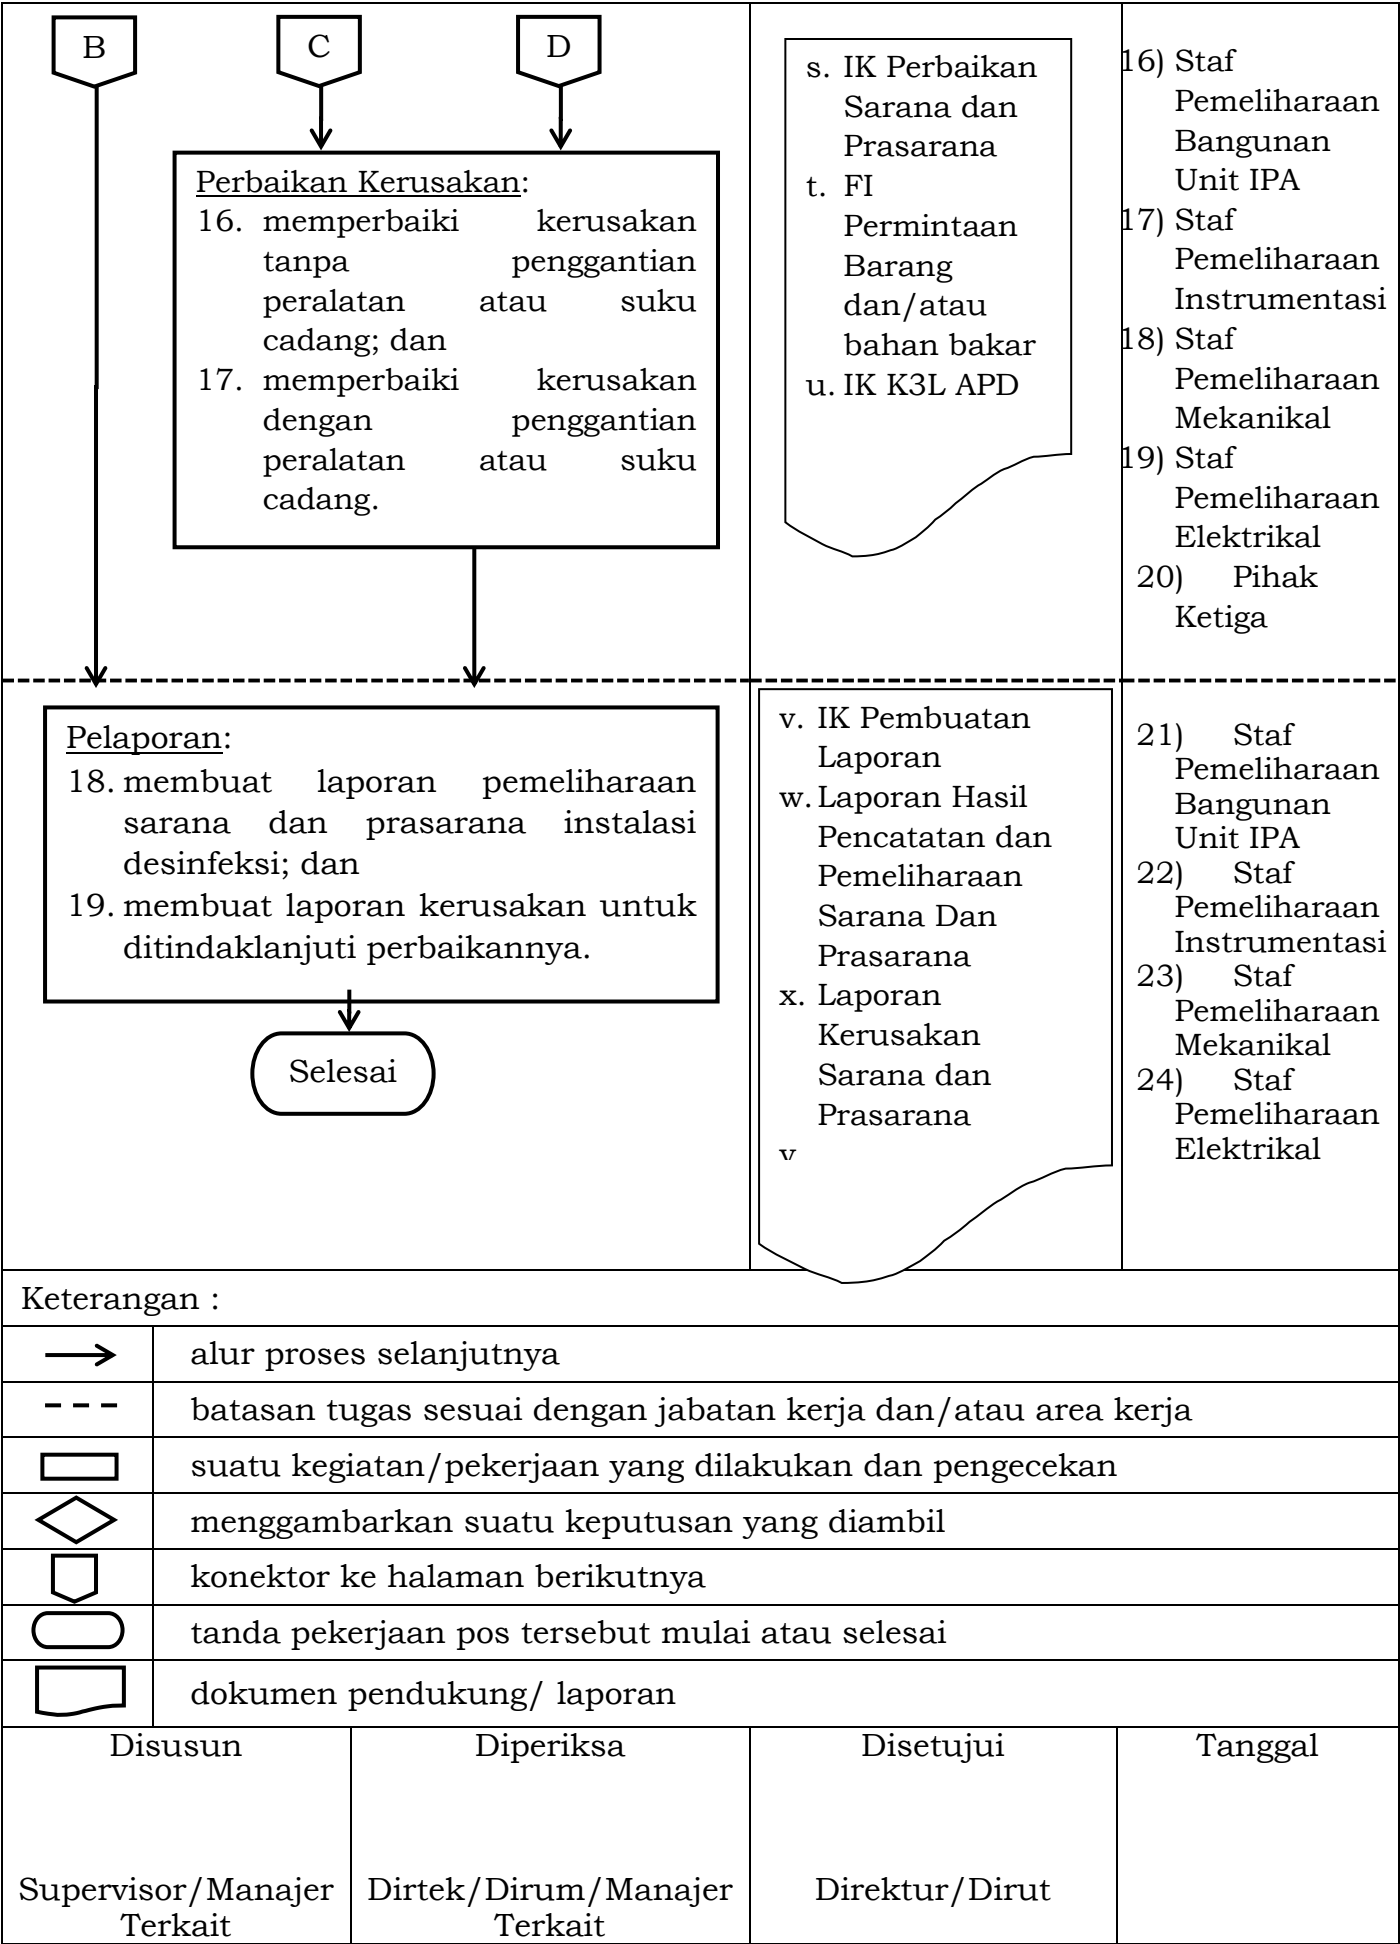 B
C
D
Perbaikan Kerusakan:
16. memperbaiki kerusakan
tanpa penggantian
peralatan atau suku
cadang; dan
17. memperbaiki kerusakan
dengan penggantian
peralatan atau suku
cadang.
s. IK Perbaikan
Sarana dan
Prasarana
t. FI
Permintaan
Barang
dan/atau
bahan bakar
u. IK K3L APD
16) Staf
Pemeliharaan
Bangunan
Unit IPA
17) Staf
Pemeliharaan
Instrumentasi
18) Staf
Pemeliharaan
Mekanikal
19) Staf
Pemeliharaan
Elektrikal
20) Pihak
Ketiga
Pelaporan:
18. membuat laporan pemeliharaan
sarana dan prasarana instalasi
desinfeksi; dan
19. membuat laporan kerusakan untuk
ditindaklanjuti perbaikannya.
Selesai
v. IK Pembuatan
Laporan
w. Laporan Hasil
Pencatatan dan
Pemeliharaan
Sarana Dan
Prasarana
x. Laporan
Kerusakan
Sarana dan
Prasarana
21) Staf
Pemeliharaan
Bangunan
Unit IPA
22) Staf
Pemeliharaan
Instrumentasi
23) Staf
Pemeliharaan
Mekanikal
24) Staf
Pemeliharaan
Elektrikal
Keterangan :
alur proses selanjutnya
batasan tugas sesuai dengan jabatan kerja dan/atau area kerja
suatu kegiatan/pekerjaan yang dilakukan dan pengecekan
menggambarkan suatu keputusan yang diambil
konektor ke halaman berikutnya
tanda pekerjaan pos tersebut mulai atau selesai
dokumen pendukung/ laporan
Disusun
Supervisor/Manajer
Terkait
Diperiksa
Dirtek/Dirum/Manajer
Terkait
Disetujui
Direktur/Dirut
Tanggal